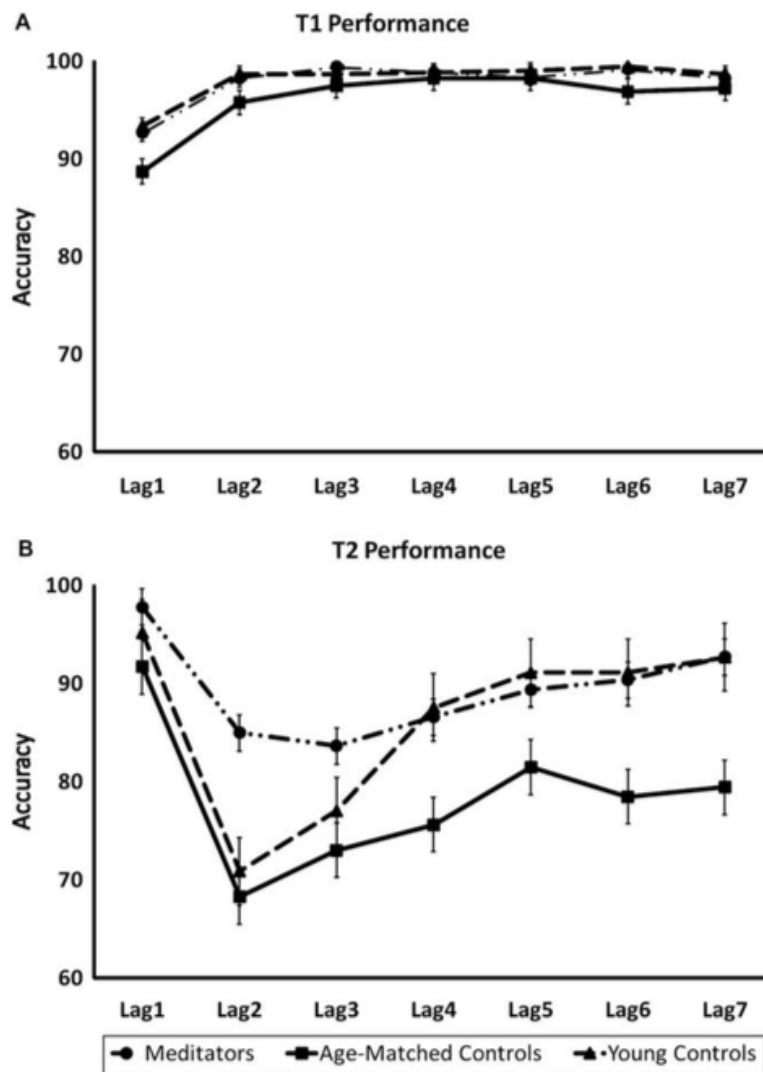 A
T1 Performance
100
90
80
70
60
Accuracy
Lag1 Lag2 Lag3 Lag4 Lag5 Lag6 Lag7
B
T2 Performance
100
90
80
70
60
Accuracy
Lag1 Lag2 Lag3 Lag4 Lag5 Lag6 Lag7
Meditators Age-Matched Controls Young Controls